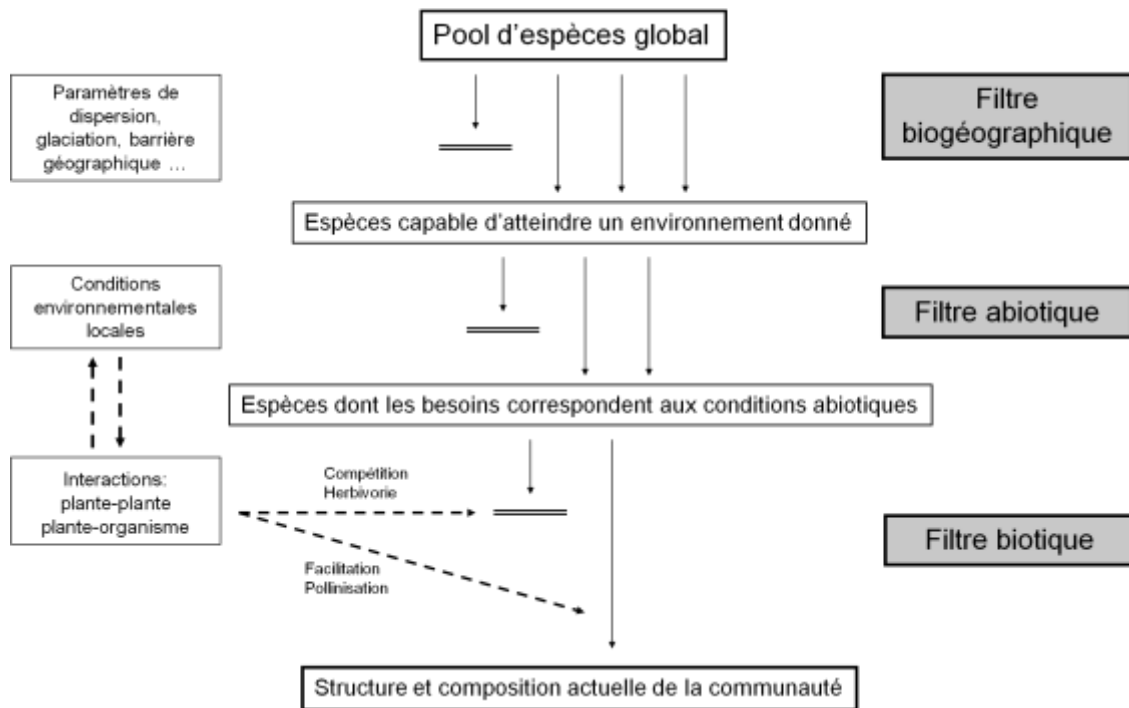 Pool d'espèces global
Paramètres de
dispersion,
glaciation, barrière
géographique ...
Filtre
biogéographique
Espèces capable d'atteindre un environnement donné
Conditions
environnementales
locales
Filtre abiotique
Espèces dont les besoins correspondent aux conditions abiotiques
Interactions:
plante-plante
plante-organisme
Compétition
Herbivorie
Filtre biotique
Facilitation
Pollinisation
Structure et composition actuelle de la communauté